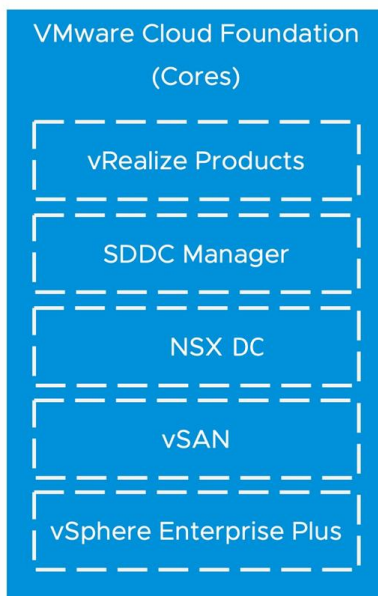 VMware Cloud Foundation
(Cores)
vRealize Products
SDDC Manager
NSX DC
vSAN
vSphere Enterprise Plus